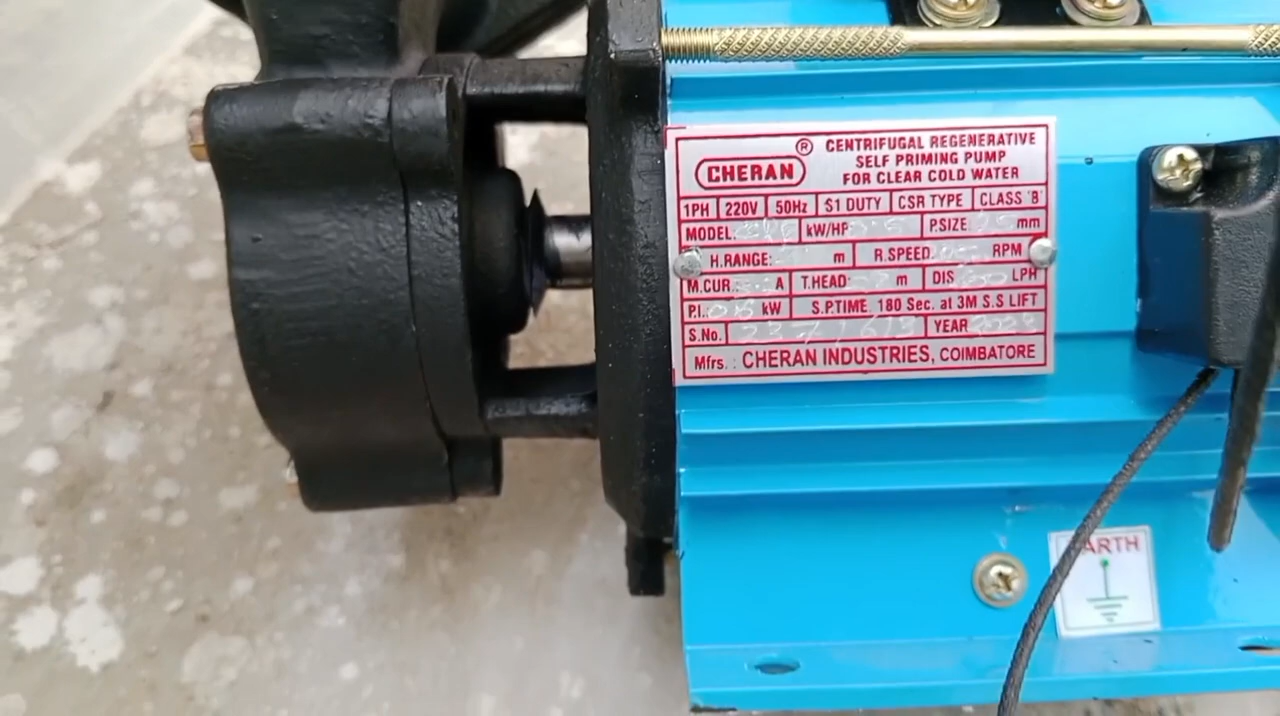 CHERAN ®
CENTRIFUGAL REGENERATIVE
SELF PRIMING PUMP
FOR CLEAR COLD WATER
1PH 220V 50Hz S1 DUTY CSR TYPE CLASS 'B'
MODEL: kW/HP P.SIZE: mm
H.RANGE: m R.SPEED: RPM
M.CUR.: A T.HEAD: m DIS LPH
P.I.. kW S.P.TIME. 180 Sec. at 3M S.S LIFT
S.No. YEAR
Mfrs. : CHERAN INDUSTRIES, COIMBATORE